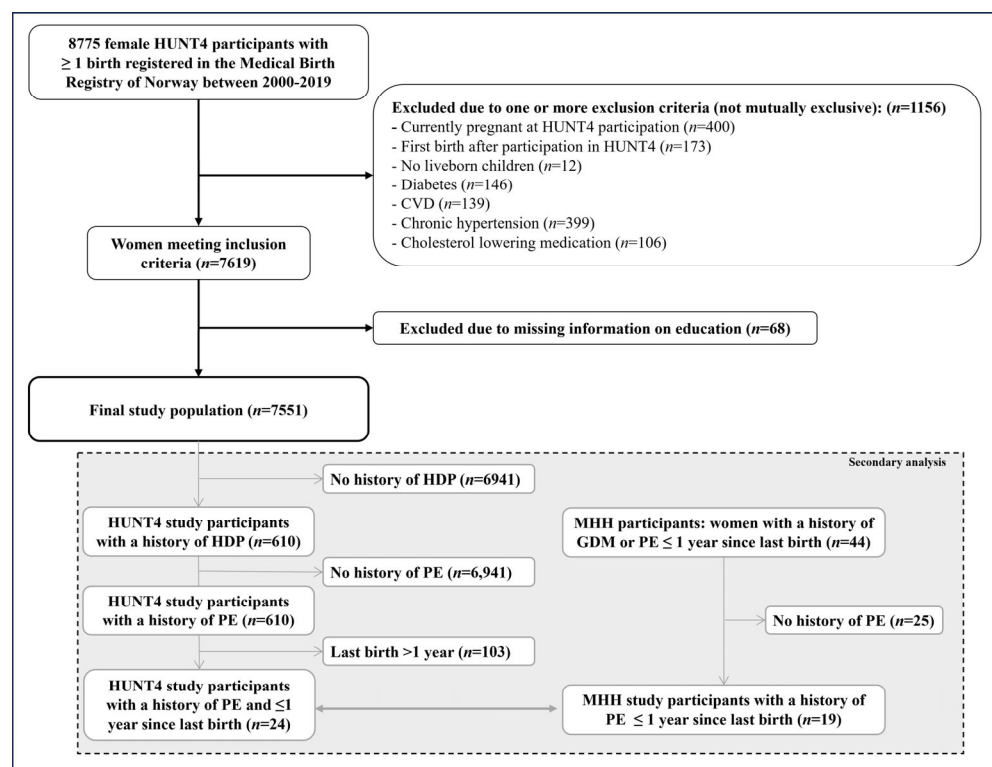 8775 female HUNT4 participants with
≥ 1 birth registered in the Medical Birth
Registry of Norway between 2000-2019
Excluded due to one or more exclusion criteria (not mutually exclusive): (n=1156)
- Currently pregnant at HUNT4 participation (n=400)
- First birth after participation in HUNT4 (n=173)
- No liveborn children (n=12)
- Diabetes (n=146)
- CVD (n=139)
- Chronic hypertension (n=399)
- Cholesterol lowering medication (n=106)
Women meeting inclusion
criteria (n=7619)
Excluded due to missing information on education (n=68)
Final study population (n=7551)
Secondary analysis
No history of HDP (n=6941)
HUNT4 study participants
with a history of HDP (n=610)
MHH participants: women with a history of
GDM or PE ≤ 1 year since last birth (n=44)
No history of PE (n=6,941)
HUNT4 study participants
with a history of PE (n=610)
No history of PE (n=25)
Last birth >1 year (n=103)
HUNT4 study participants
with a history of PE and ≤1
year since last birth (n=24)
MHH study participants with a history of
PE ≤ 1 year since last birth (n=19)